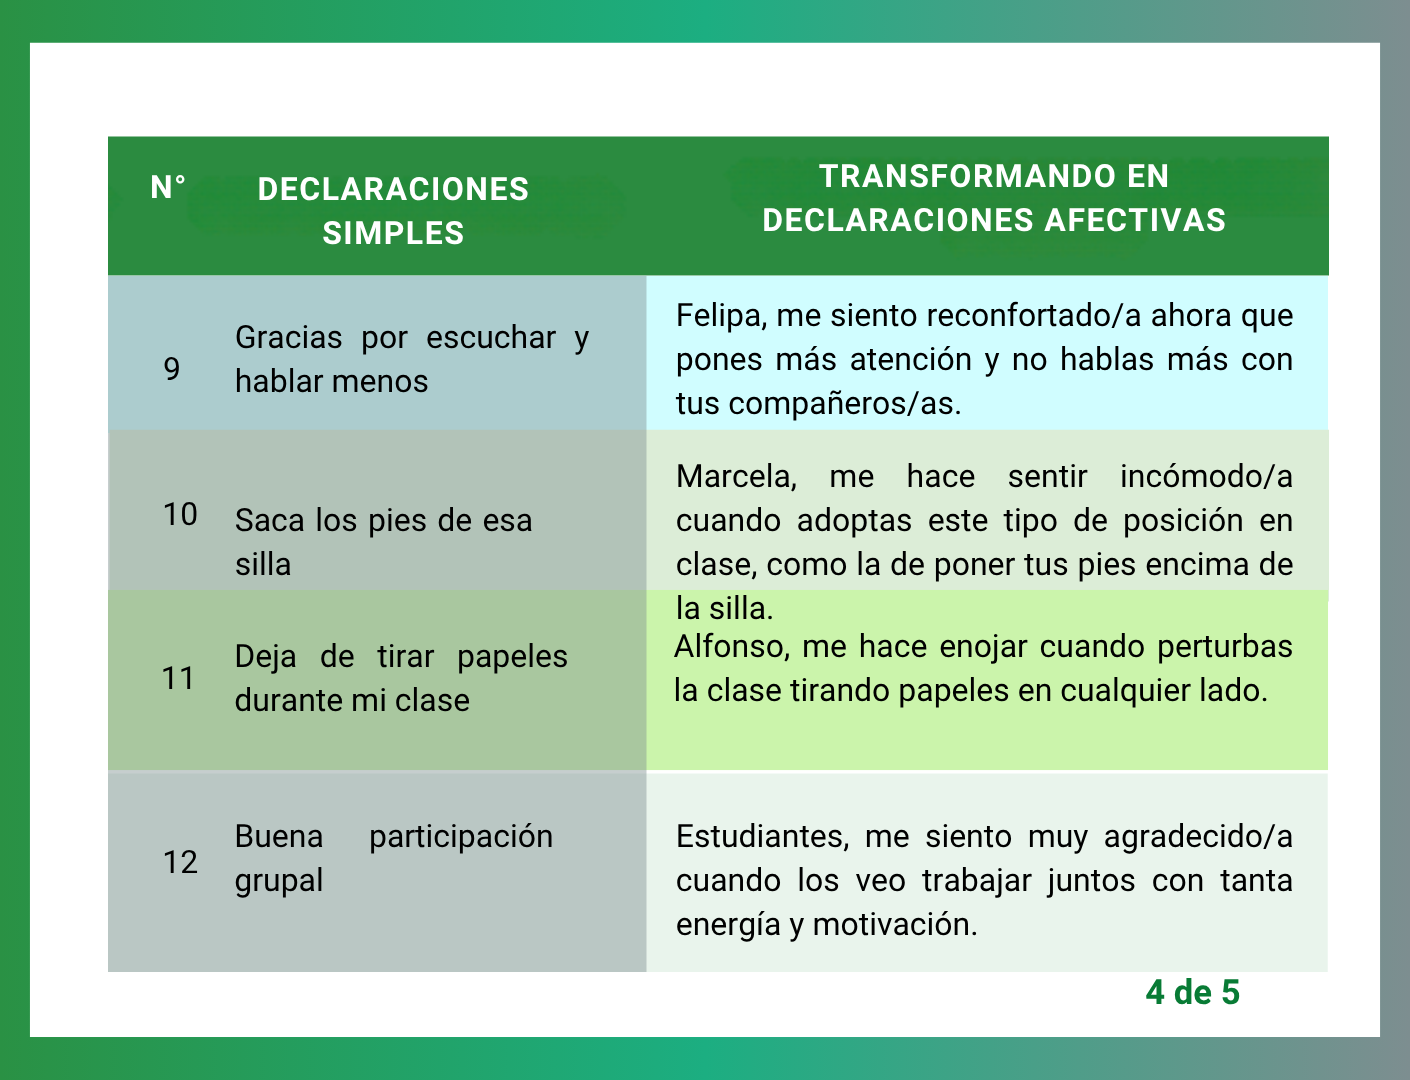 N°
DECLARACIONES
SIMPLES
TRANSFORMANDO EN
DECLARACIONES AFECTIVAS
9
Gracias por escuchar y
hablar menos
Felipa, me siento reconfortado/a ahora que
pones más atención y no hablas más con
tus compañeros/as.
10
Saca los pies de esa
silla
Marcela, me hace sentir incómodo/a
cuando adoptas este tipo de posición en
clase, como la de poner tus pies encima de
la silla.
11
Deja de tirar papeles
durante mi clase
Alfonso, me hace enojar cuando perturbas
la clase tirando papeles en cualquier lado.
12
Buena participación
grupal
Estudiantes, me siento muy agradecido/a
cuando los veo trabajar juntos con tanta
energía y motivación.
4 de 5